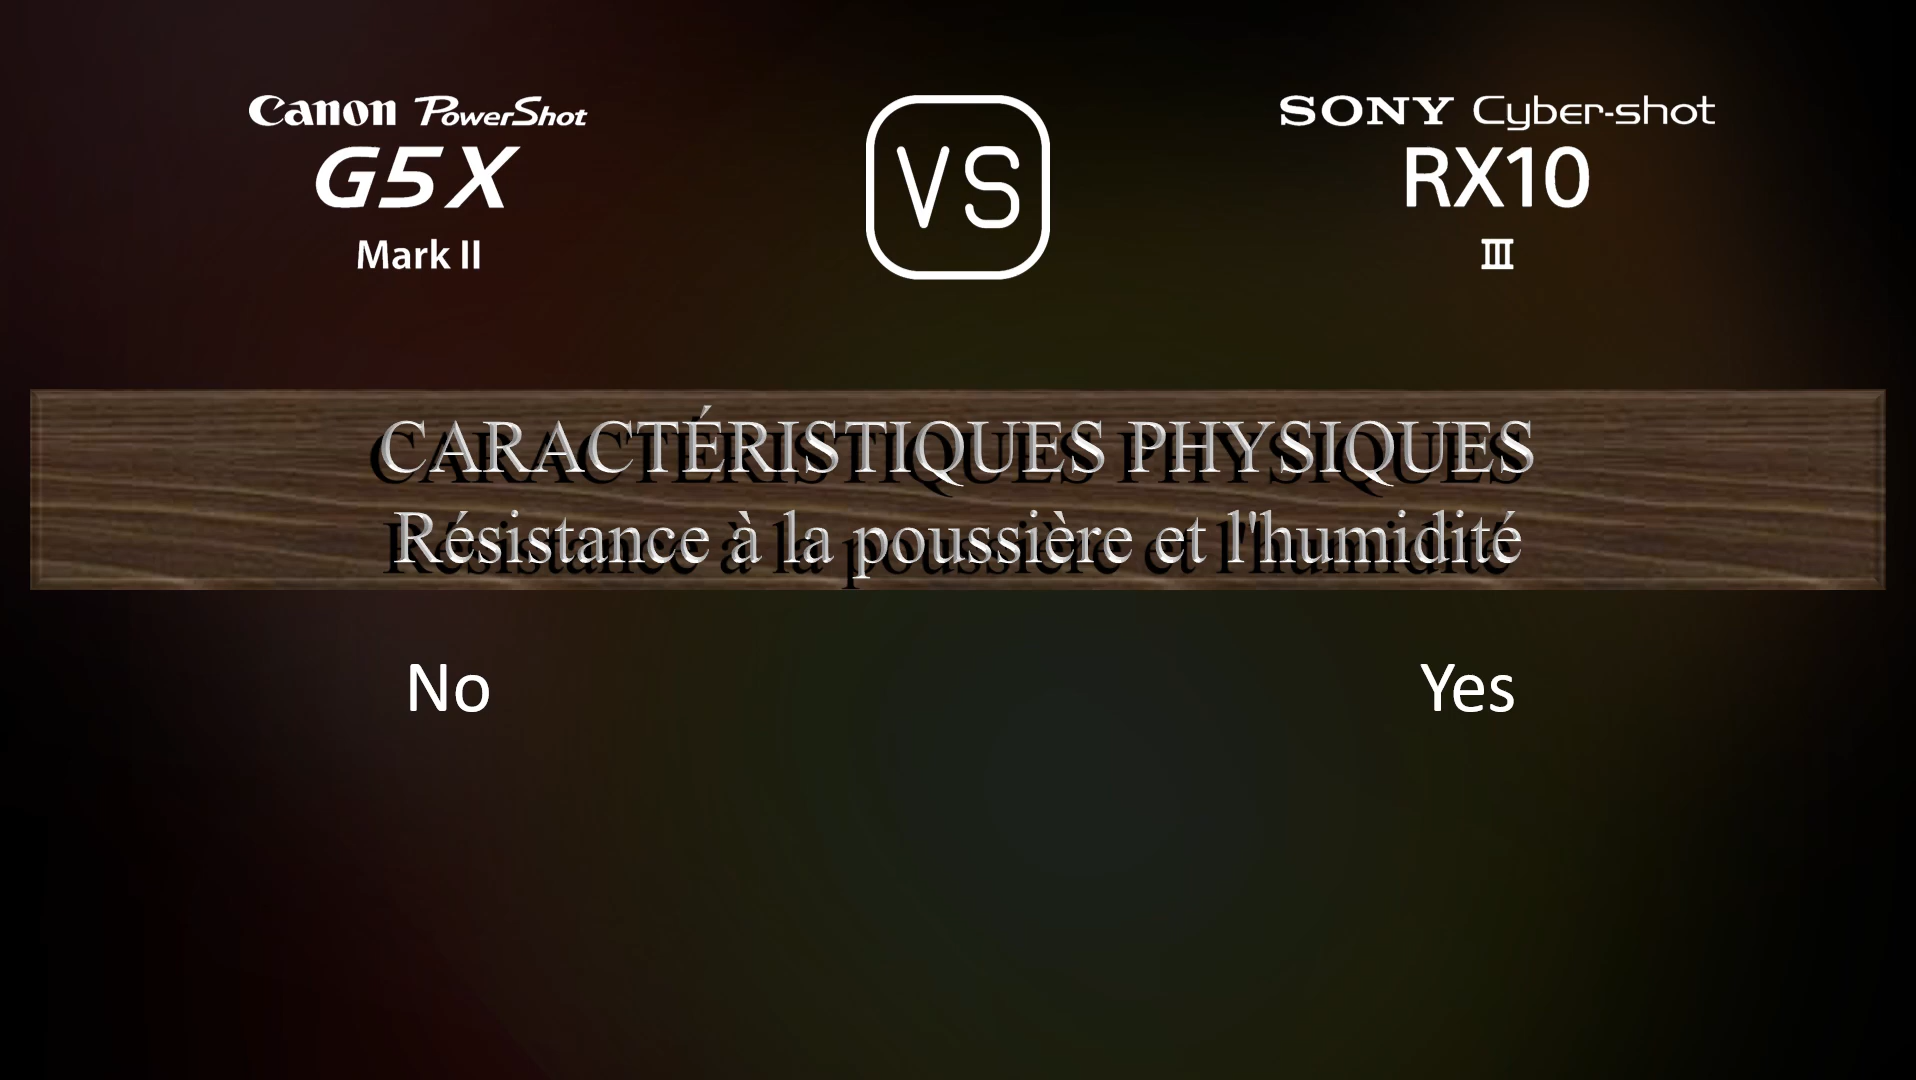 Canon PowerShot
G5 X
Mark II
VS
SONY Cyber-shot
RX10
III
CARACTÉRISTIQUES PHYSIQUES
Résistance à la poussière et l'humidité
No
Yes